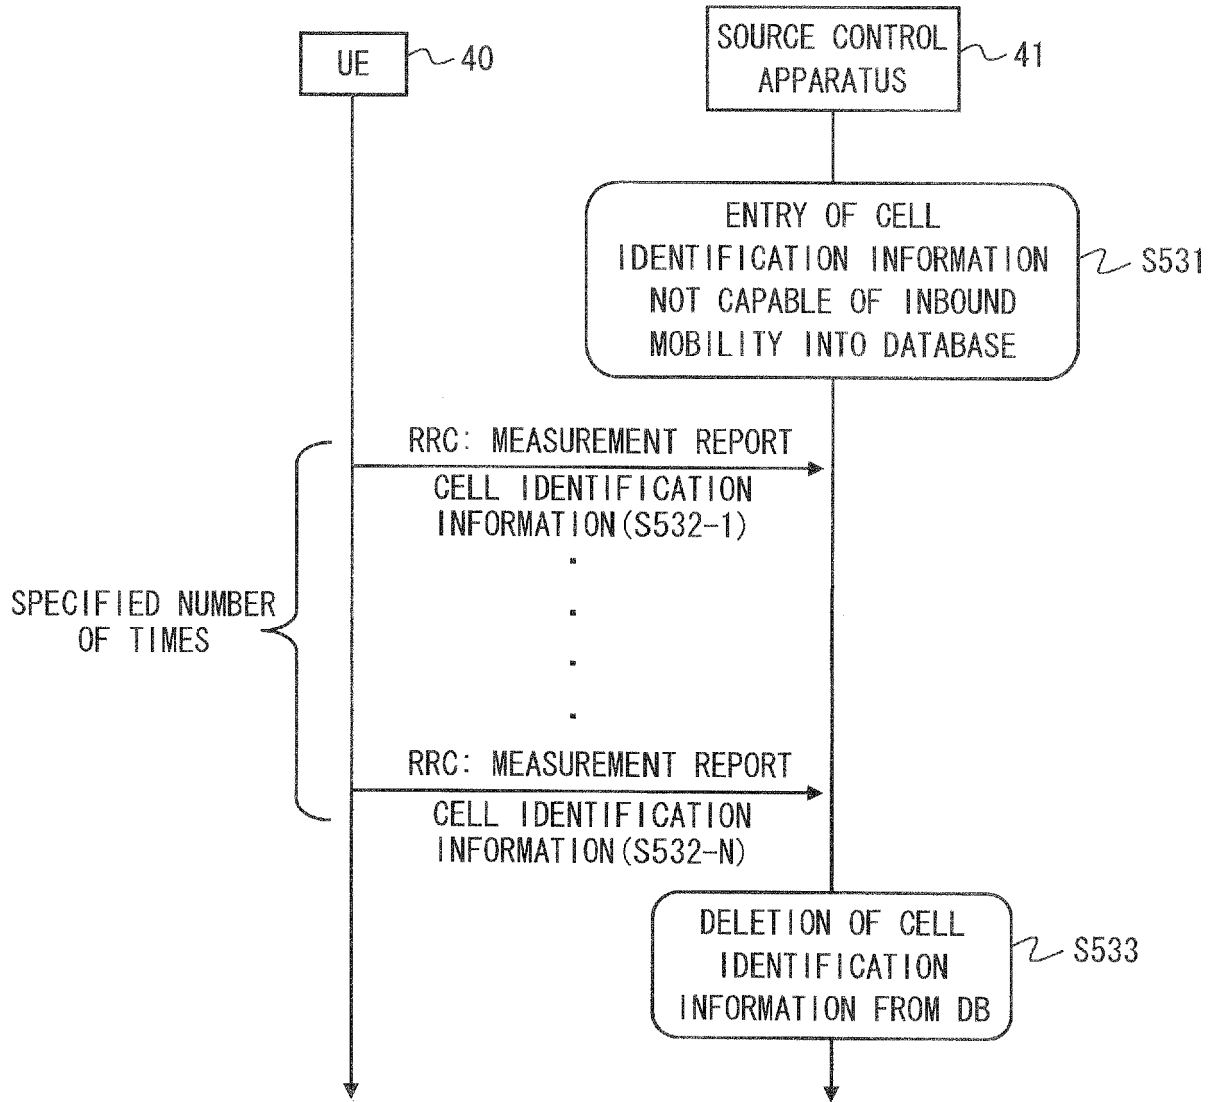 UE
40
SOURCE CONTROL
APPARATUS
41
ENTRY OF CELL
IDENTIFICATION INFORMATION
NOT CAPABLE OF INBOUND
MOBILITY INTO DATABASE
S531
RRC: MEASUREMENT REPORT
CELL IDENTIFICATION
INFORMATION(S532-1)
SPECIFIED NUMBER
OF TIMES
RRC: MEASUREMENT REPORT
CELL IDENTIFICATION
INFORMATION(S532-N)
DELETION OF CELL
IDENTIFICATION
INFORMATION FROM DB
S533